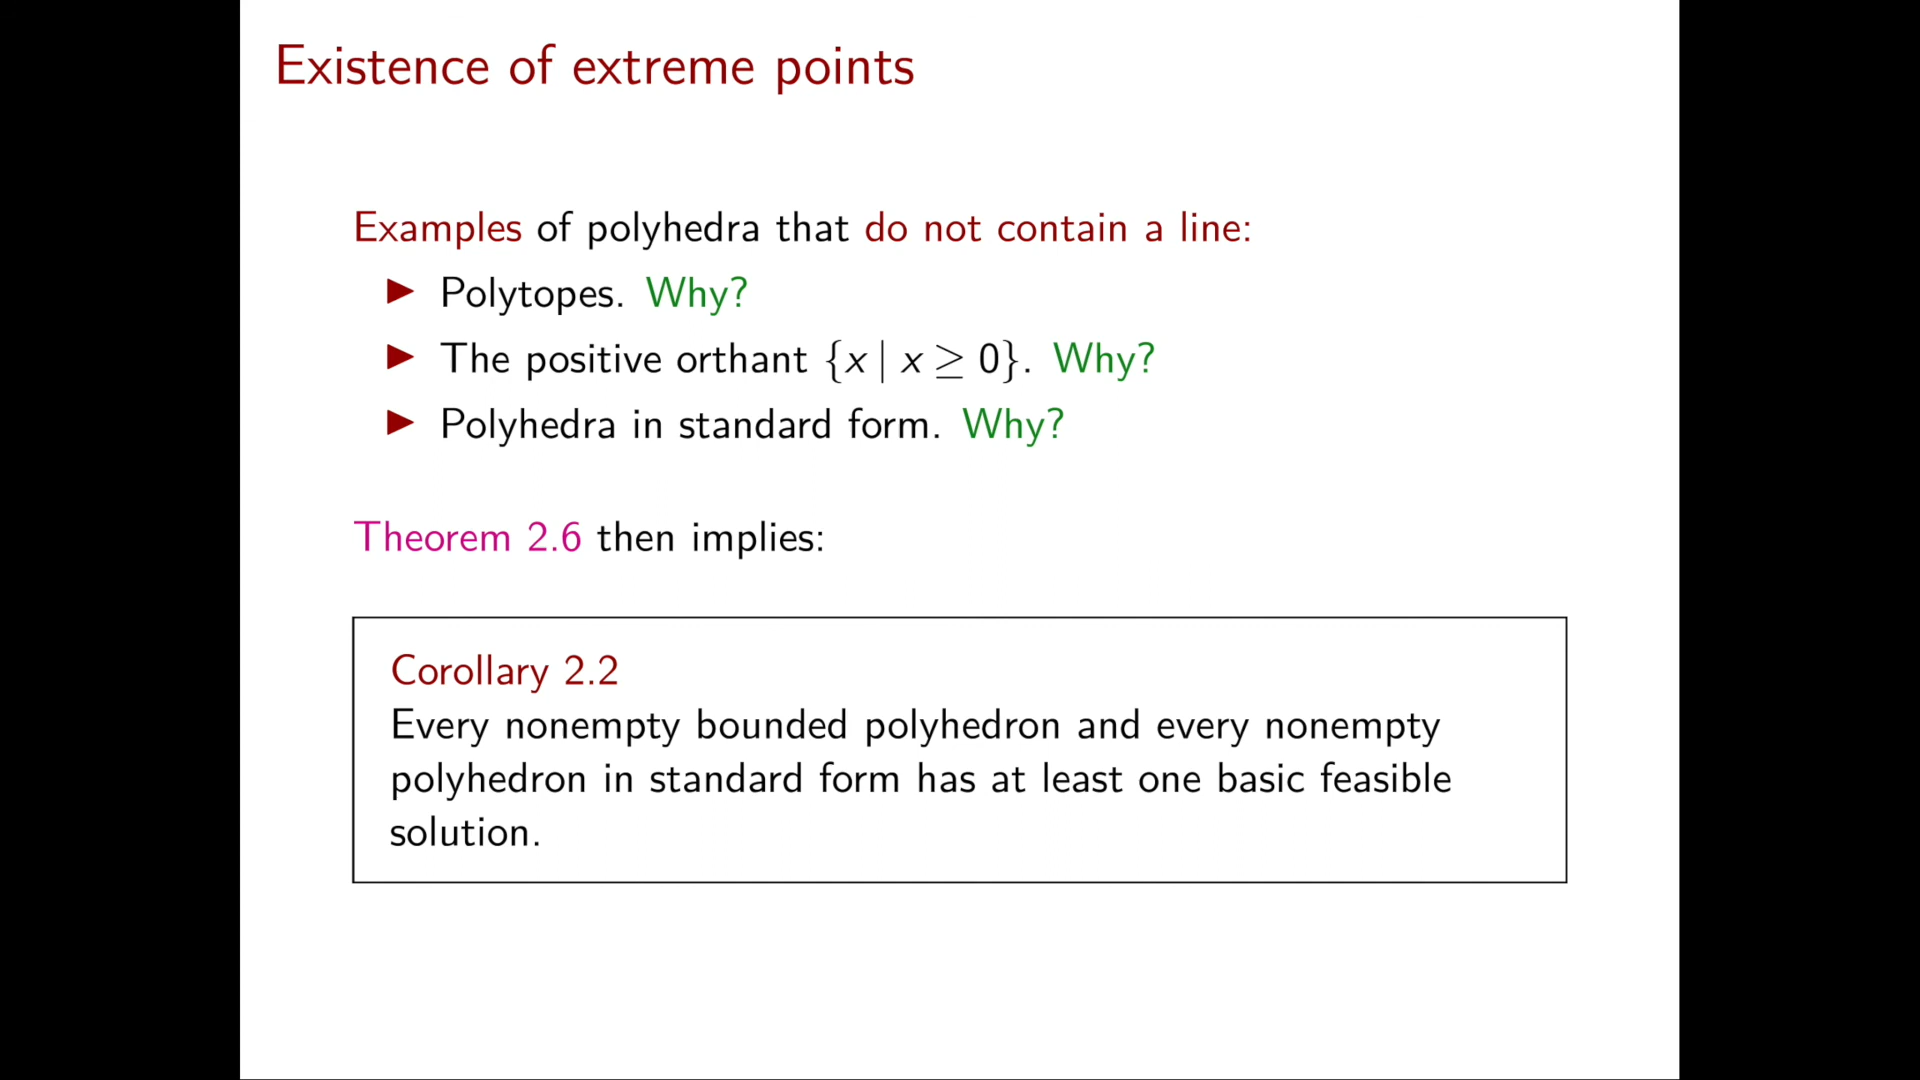 Existence of extreme points
Examples of polyhedra that do not contain a line:
▶ Polytopes. Why?
▶ The positive orthant {x | x ≥ 0}. Why?
▶ Polyhedra in standard form. Why?
Theorem 2.6 then implies:
Corollary 2.2
Every nonempty bounded polyhedron and every nonempty
polyhedron in standard form has at least one basic feasible
solution.